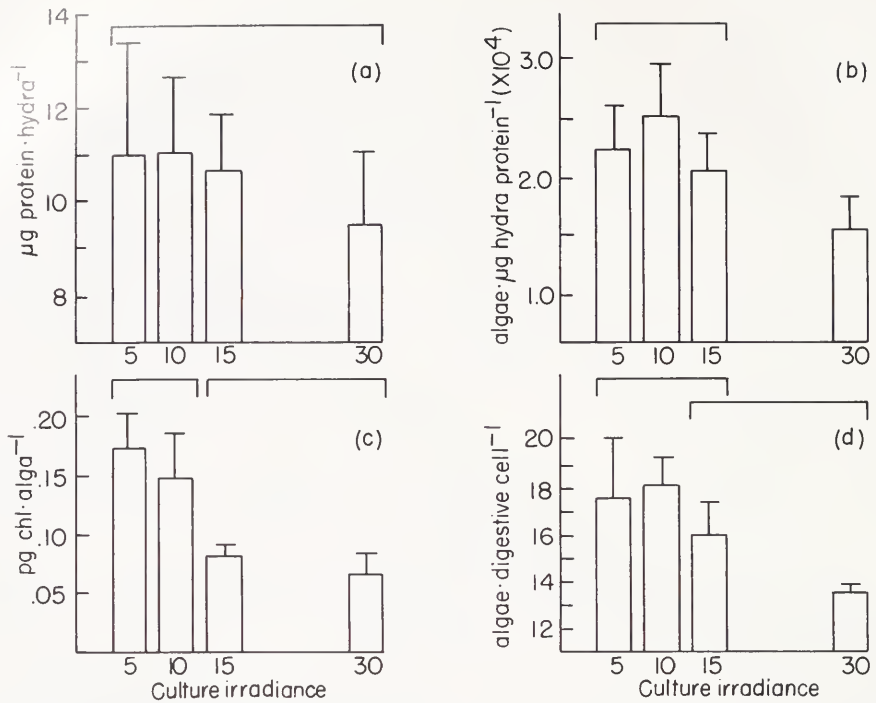 14
12
10
8
μg protein·hydra⁻¹
(a)
5 10 15 30
3.0
2.0
1.0
algae·μg hydra protein⁻¹ (X10⁴)
(b)
5 10 15 30
.20
.15
.10
.05
pg chl·alga⁻¹
(c)
5 10 15 30
Culture irradiance
20
18
16
14
12
algae·digestive cell⁻¹
(d)
5 10 15 30
Culture irradiance